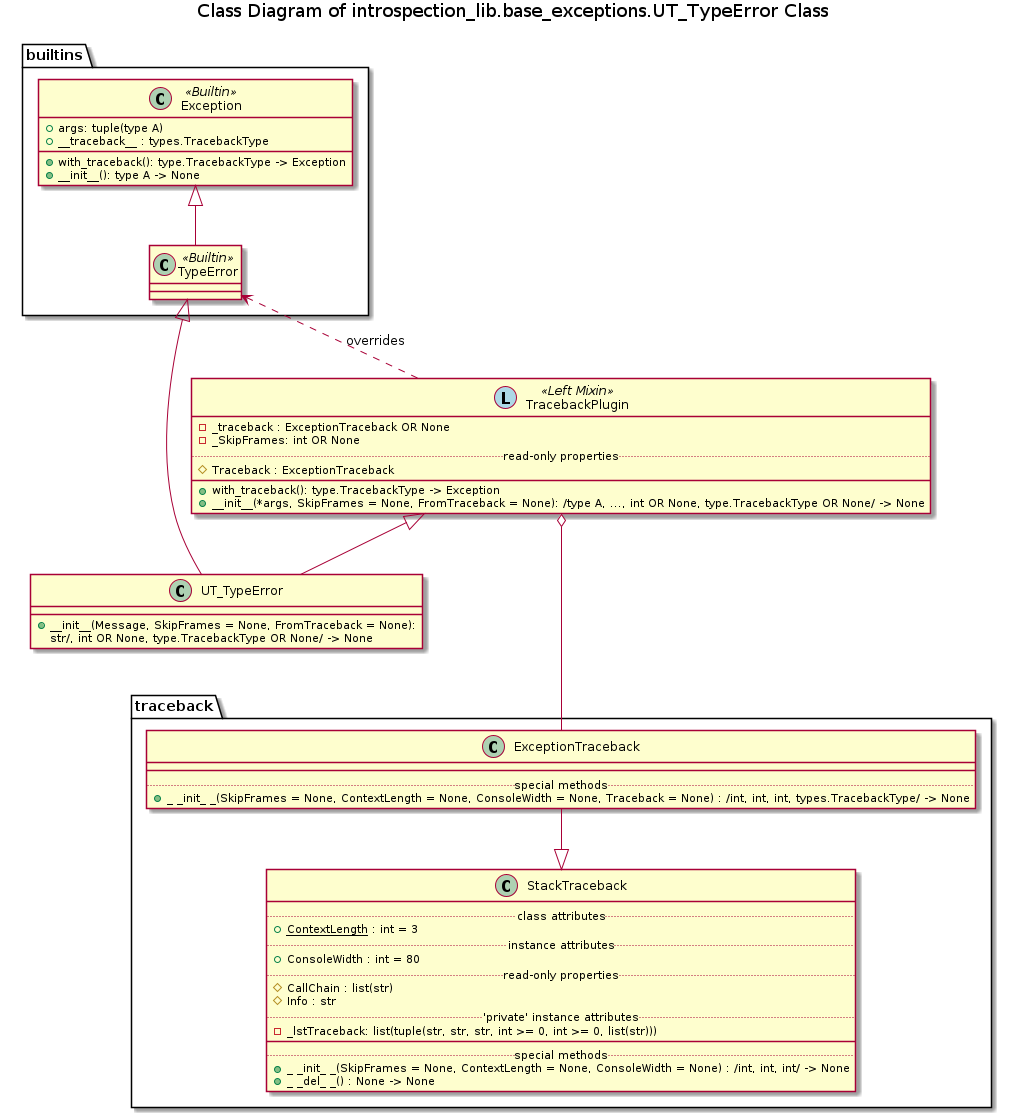 Class Diagram of introspection_lib.base_exceptions.UT_TypeError Class
builtins
C
«Builtin»
Exception
args: tuple(type A)
__traceback__ : types.TracebackType
with_traceback(): type.TracebackType -> Exception
__init__(): type A -> None
C
«Builtin»
TypeError
overrides
L
«Left Mixin»
TracebackPlugin
_traceback : ExceptionTraceback OR None
_SkipFrames: int OR None
read-only properties
Traceback : ExceptionTraceback
with_traceback(): type.TracebackType -> Exception
__init__(*args, SkipFrames = None, FromTraceback = None): /type A, ..., int OR None, type.TracebackType OR None/ -> None
C UT_TypeError
__init__(Message, SkipFrames = None, FromTraceback = None):
str/, int OR None, type.TracebackType OR None/ -> None
traceback
C ExceptionTraceback
special methods
_ _init_ _(SkipFrames = None, ContextLength = None, ConsoleWidth = None, Traceback = None) : /int, int, int, types.TracebackType/ -> None
C StackTraceback
class attributes
ContextLength : int = 3
instance attributes
ConsoleWidth : int = 80
read-only properties
CallChain : list(str)
Info : str
'private' instance attributes
_lstTraceback: list(tuple(str, str, str, int >= 0, int >= 0, list(str)))
special methods
_ _init_ _(SkipFrames = None, ContextLength = None, ConsoleWidth = None) : /int, int, int/ -> None
_ _del_ _() : None -> None